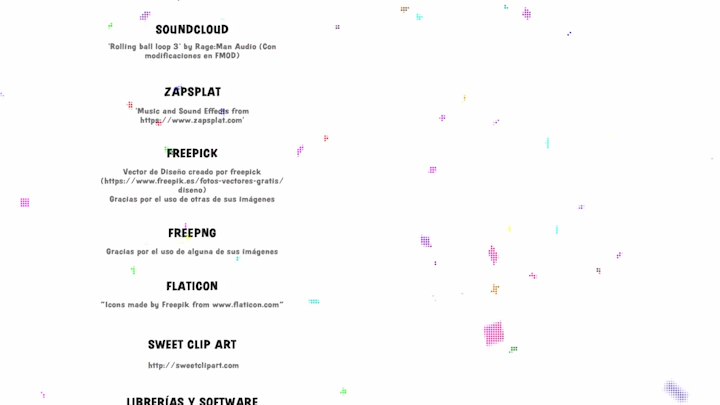 SOUNDCLOUD
'Rolling ball loop 3' by Rage:Man Audio (Con
modificaciones en FMOD)
ZAPSPLAT
'Music and Sound Effects from
https://www.zapsplat.com'
FREEPICK
Vector de Diseño creado por freepick
(https://www.freepik.es/fotos-vectores-gratis/
diseno)
Gracias por el uso de otras de sus imágenes
FREEPNG
Gracias por el uso de alguna de sus imágenes
FLATICON
"Icons made by Freepik from www.flaticon.com"
SWEET CLIP ART
http://sweetclipart.com
LIBRERÍAS Y SOFTWARE